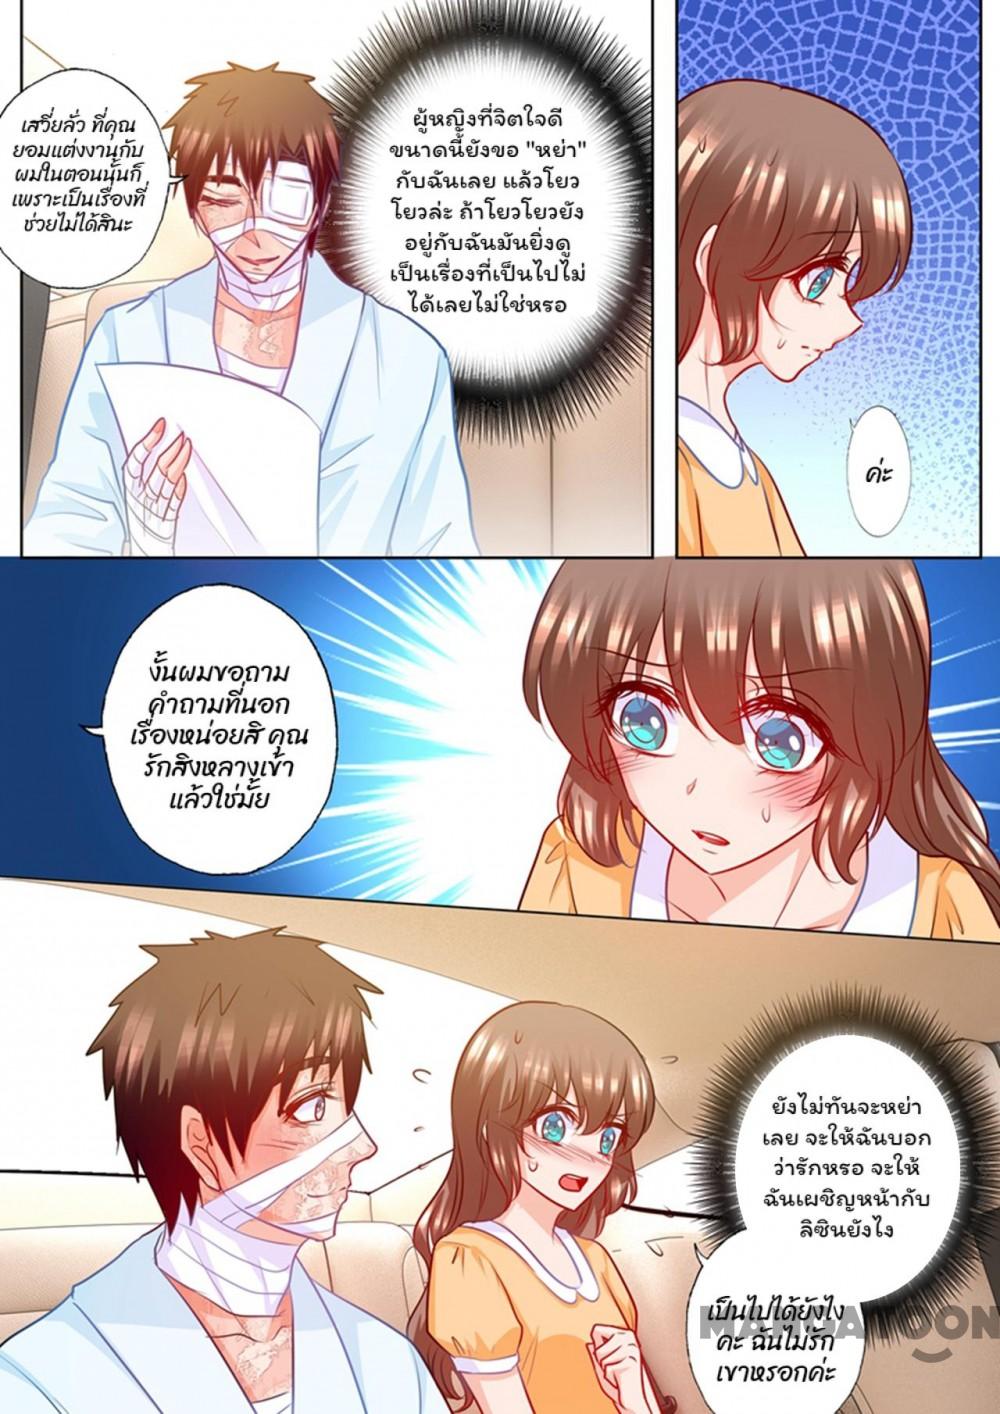 เสวี่ยลั่ว ที่คุณ
ยอมแต่งงานกับ
ผมในตอนนั้นก็
เพราะเป็นเรื่องที่
ช่วยไม่ได้สินะ
ผู้หญิงที่จิตใจดี
ขนาดนี้ยังขอ "หย่า"
กับฉันเลย แล้วโยว
โยวล่ะ ถ้าโยวโยวยัง
อยู่กับฉันมันยิ่งดู
เป็นเรื่องที่เป็นไปไม่
ได้เลยไม่ใช่หรอ
ค่ะ
งั้นผมขอถาม
คำถามที่นอก
เรื่องหน่อยสิ คุณ
รักสิงหลางเข้า
แล้วใช่มั้ย
ยังไม่ทันจะหย่า
เลย จะให้ฉันบอก
ว่ารักหรอ จะให้
ฉันเผชิญหน้ากับ
ลิซินยังไง
เป็นไปได้ยังไง
คะ ฉันไม่รัก
เขาหรอกค่ะ
MANGATOON